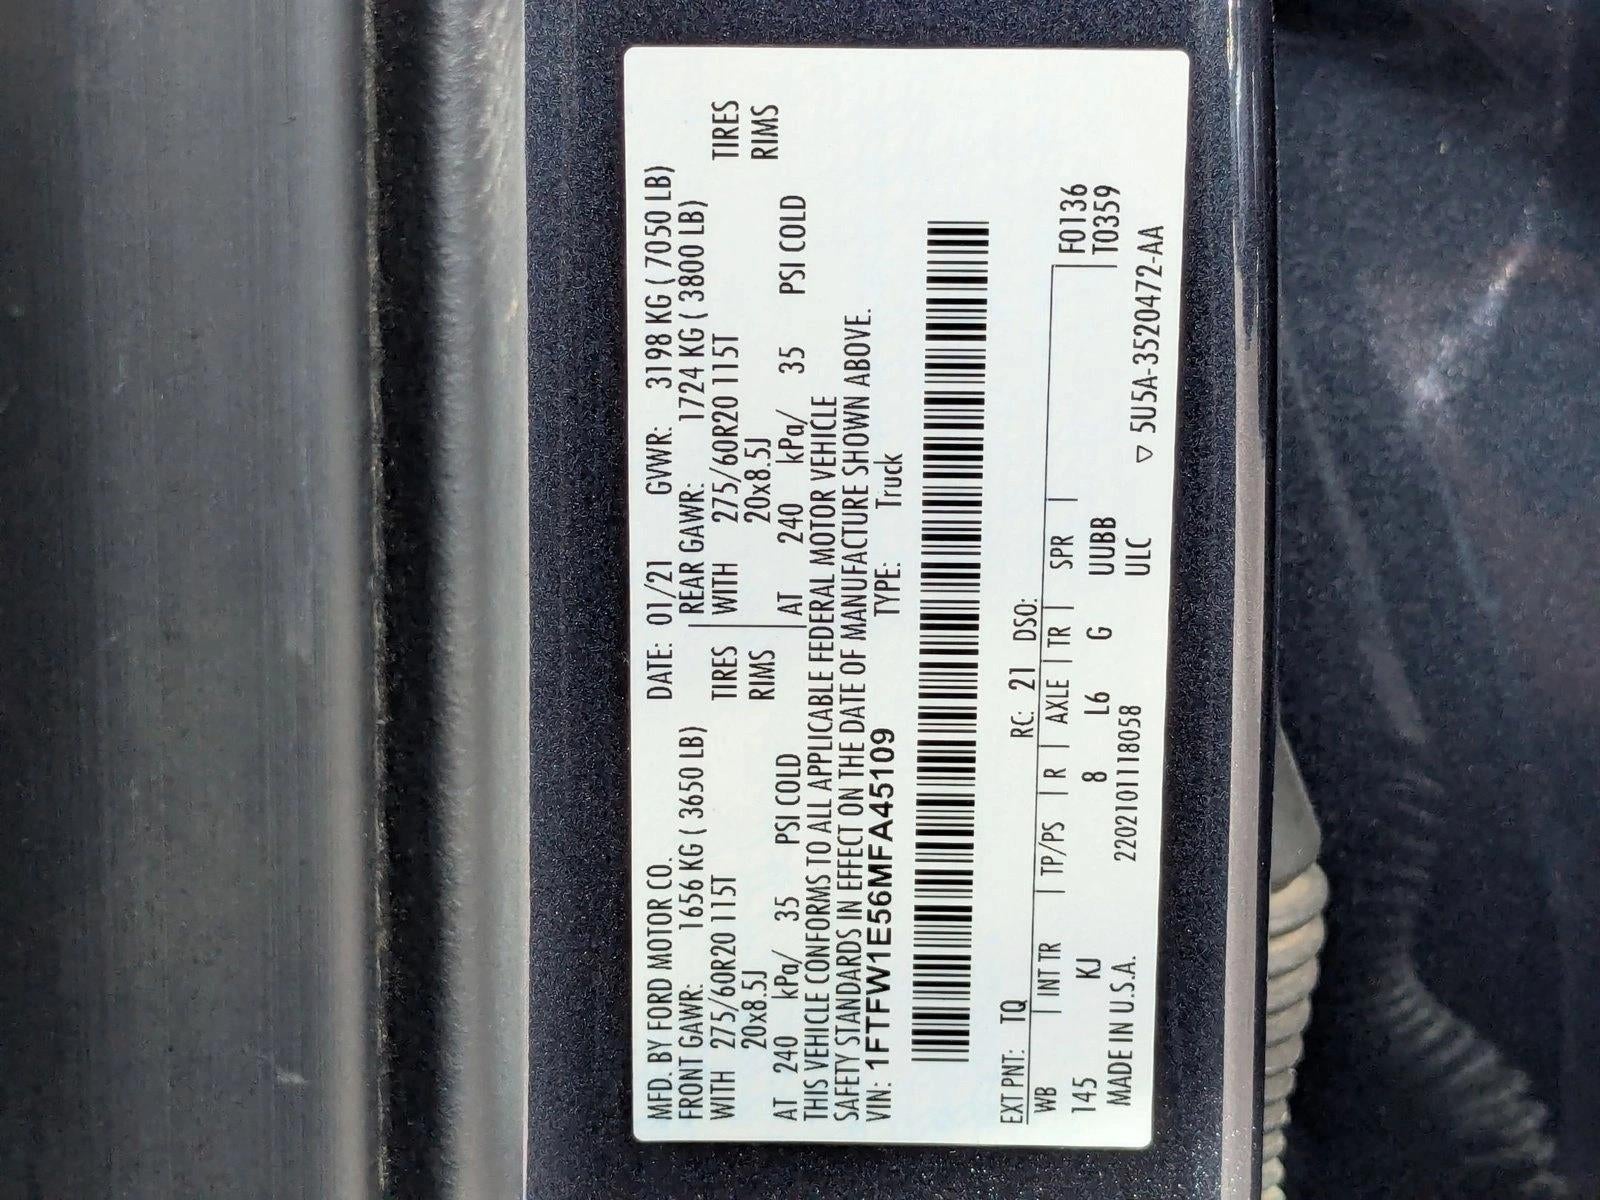 MFD. BY FORD MOTOR CO. DATE: 01/21 GVWR: 3198 KG ( 7050 LB)
FRONT GAWR: 1656 KG ( 3650 LB) REAR GAWR: 1724 KG ( 3800 LB)
WITH 275/60R20 115T TIRES WITH 275/60R20 115T TIRES
20x8.5J RIMS 20x8.5J RIMS
AT 240 kPa/ 35 PSI COLD AT 240 kPa/ 35 PSI COLD
THIS VEHICLE CONFORMS TO ALL APPLICABLE FEDERAL MOTOR VEHICLE
SAFETY STANDARDS IN EFFECT ON THE DATE OF MANUFACTURE SHOWN ABOVE.
VIN: 1FTFW1E56MFA45109 TYPE: Truck
EXT PNT: TQ RC: 21 DSO:
WB | INT TR | TP/PS | R | AXLE | TR | SPR | F0136
145 KJ 8 L6 G UUBB T0359
MADE IN U.S.A. 2202101118058 ULC ▽ 5U5A-3520472-AA